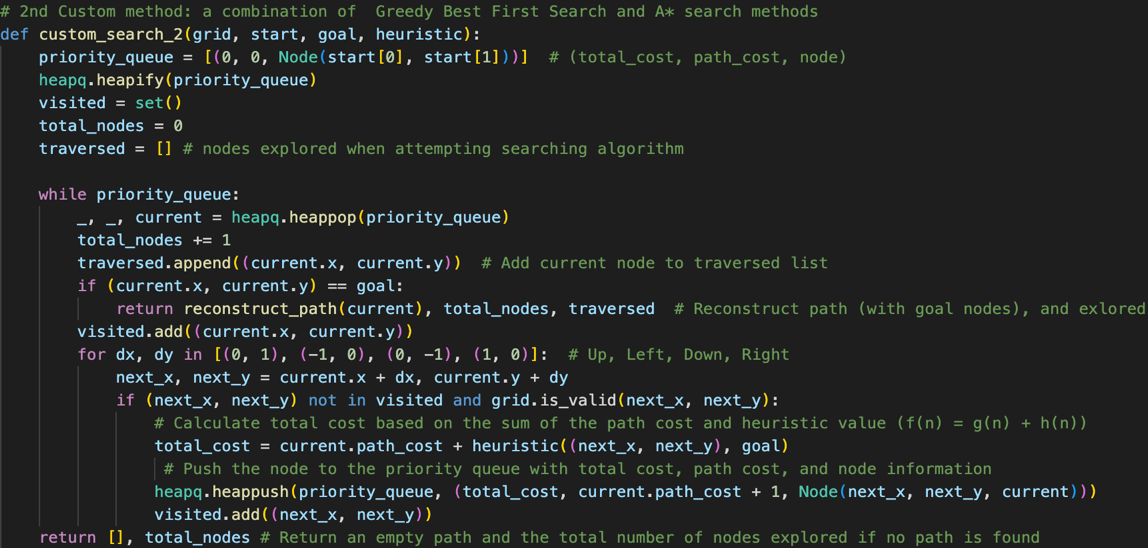 # 2nd Custom method: a combination of  Greedy Best First Search and A* search methods
def custom_search_2(grid, start, goal, heuristic):
    priority_queue = [(0, 0, Node(start[0], start[1]))]  # (total_cost, path_cost, node)
    heapq.heapify(priority_queue)
    visited = set()
    total_nodes = 0
    traversed = [] # nodes explored when attempting searching algorithm

    while priority_queue:
        _, _, current = heapq.heappop(priority_queue)
        total_nodes += 1
        traversed.append((current.x, current.y))  # Add current node to traversed list
        if (current.x, current.y) == goal:
            return reconstruct_path(current), total_nodes, traversed  # Reconstruct path (with goal nodes), and exlored
        visited.add((current.x, current.y))
        for dx, dy in [(0, 1), (-1, 0), (0, -1), (1, 0)]:  # Up, Left, Down, Right
            next_x, next_y = current.x + dx, current.y + dy
            if (next_x, next_y) not in visited and grid.is_valid(next_x, next_y):
                # Calculate total cost based on the sum of the path cost and heuristic value (f(n) = g(n) + h(n))
                total_cost = current.path_cost + heuristic((next_x, next_y), goal)
                 # Push the node to the priority queue with total cost, path cost, and node information
                heapq.heappush(priority_queue, (total_cost, current.path_cost + 1, Node(next_x, next_y, current)))
                visited.add((next_x, next_y))
    return [], total_nodes # Return an empty path and the total number of nodes explored if no path is found